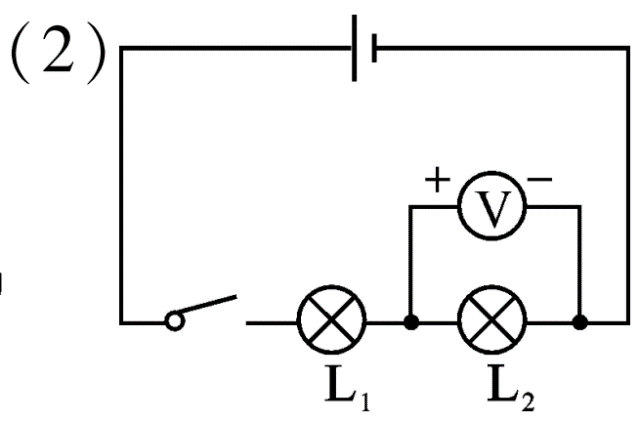 (2)
+ V −
L₁ L₂